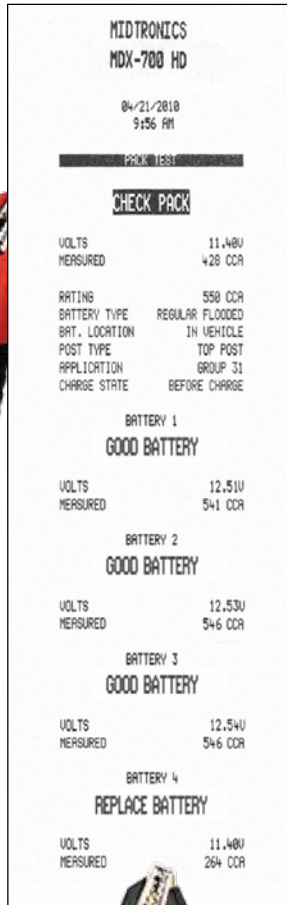 MIDTRONICS
MDX-700 HD
04/21/2010
9:56 AM
PACK TEST
CHECK PACK
VOLTS 11.40V
MEASURED 428 CCA
RATING 550 CCA
BATTERY TYPE REGULAR FLOODED
BAT. LOCATION IN VEHICLE
POST TYPE TOP POST
APPLICATION GROUP 31
CHARGE STATE BEFORE CHARGE
BATTERY 1
GOOD BATTERY
VOLTS 12.51V
MEASURED 541 CCA
BATTERY 2
GOOD BATTERY
VOLTS 12.53V
MEASURED 546 CCA
BATTERY 3
GOOD BATTERY
VOLTS 12.54V
MEASURED 546 CCA
BATTERY 4
REPLACE BATTERY
VOLTS 11.40V
MEASURED 264 CCA